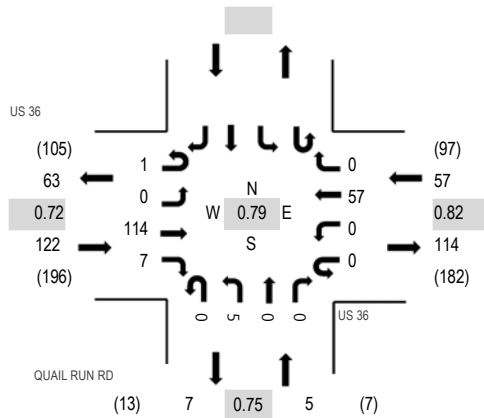 US 36
(105) (97)
63 1 0 57
0 N 57
0.72 W 0.79 E 0.82
114 S 0
122 7 0 114
(196) (182)
0 5 0 0
US 36
QUAIL RUN RD
(13) 7 0.75 5 (7)